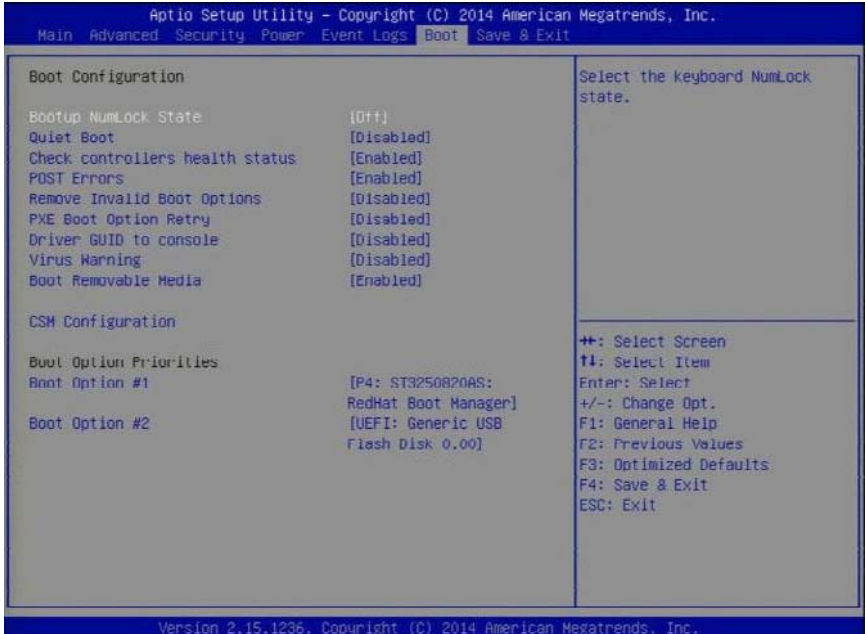 Aptio Setup Utility – Copyright (C) 2014 American Megatrends, Inc.
Main Advanced Security Power Event Logs Boot Save & Exit
Boot Configuration
Bootup NumLock State [Off]
Quiet Boot [Disabled]
Check controllers health status [Enabled]
POST Errors [Enabled]
Remove Invalid Boot Options [Disabled]
PXE Boot Option Retry [Disabled]
Driver GUID to console [Disabled]
Virus Warning [Disabled]
Boot Removable Media [Enabled]
CSM Configuration
Boot Option Priorities
Boot Option #1 [P4: ST3250820AS:
RedHat Boot Manager]
Boot Option #2 [UEFI: Generic USB
Flash Disk 0.00]
Select the keyboard NumLock
state.
→←: Select Screen
↑↓: Select Item
Enter: Select
+/-: Change Opt.
F1: General Help
F2: Previous Values
F3: Optimized Defaults
F4: Save & Exit
ESC: Exit
Version 2.15.1236. Copyright (C) 2014 American Megatrends, Inc.